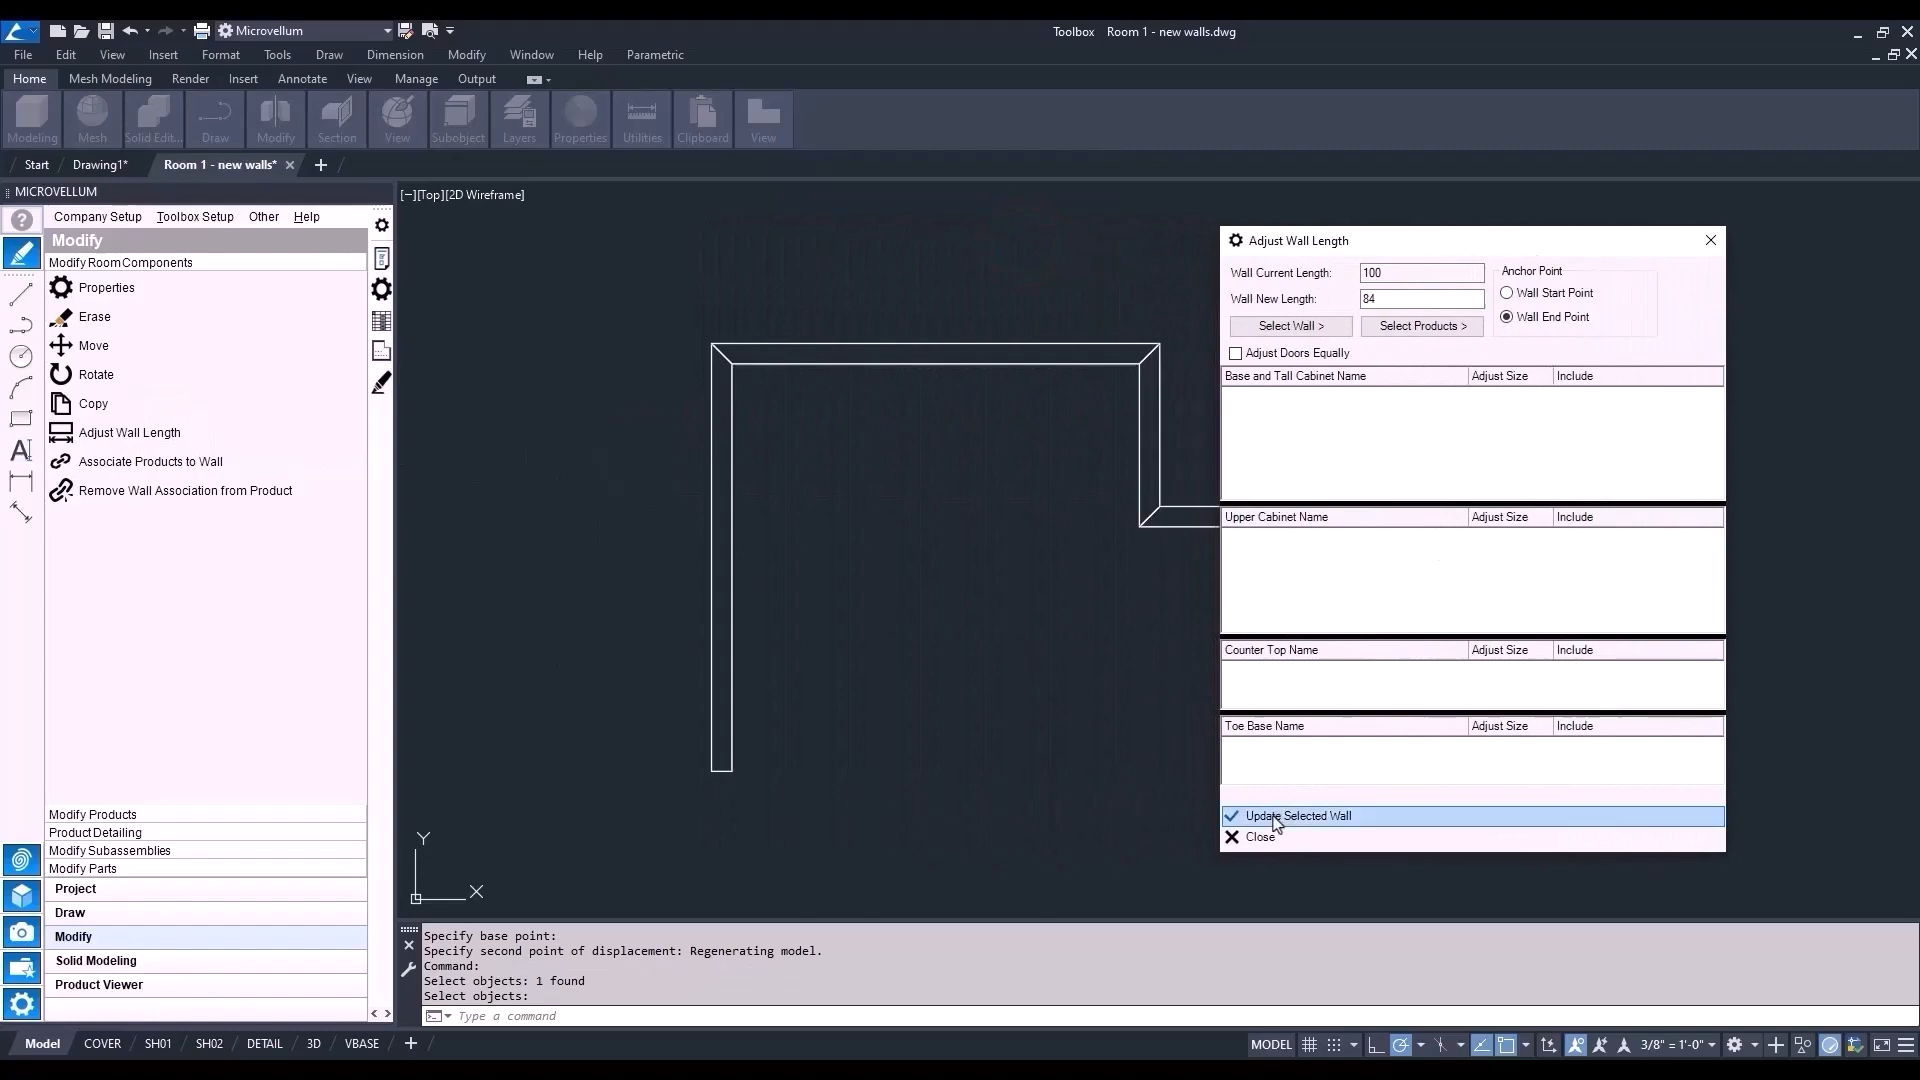 Microvellum
Toolbox Room 1 - new walls.dwg
File Edit View Insert Format Tools Draw Dimension Modify Window Help Parametric
Home Mesh Modeling Render Insert Annotate View Manage Output
Modeling Mesh Solid Edit... Draw Modify Section View Subobject Layers Properties Utilities Clipboard View
Start Drawing1* Room 1 - new walls*
MICROVELLUM
Company Setup Toolbox Setup Other Help
Modify
Modify Room Components
Properties
Erase
Move
Rotate
Copy
Adjust Wall Length
Associate Products to Wall
Remove Wall Association from Product
Modify Products
Product Detailing
Modify Subassemblies
Modify Parts
Project
Draw
Modify
Solid Modeling
Product Viewer
[−][Top][2D Wireframe]
Y
X
Adjust Wall Length
Wall Current Length: 100
Wall New Length: 84
Anchor Point
Wall Start Point
Wall End Point
Select Wall > Select Products >
Adjust Doors Equally
Base and Tall Cabinet Name Adjust Size Include
Upper Cabinet Name Adjust Size Include
Counter Top Name Adjust Size Include
Toe Base Name Adjust Size Include
Update Selected Wall
Close
Specify base point:
Specify second point of displacement: Regenerating model.
Command:
Select objects: 1 found
Select objects:
Type a command
Model COVER SH01 SH02 DETAIL 3D VBASE
MODEL 3/8" = 1'-0"